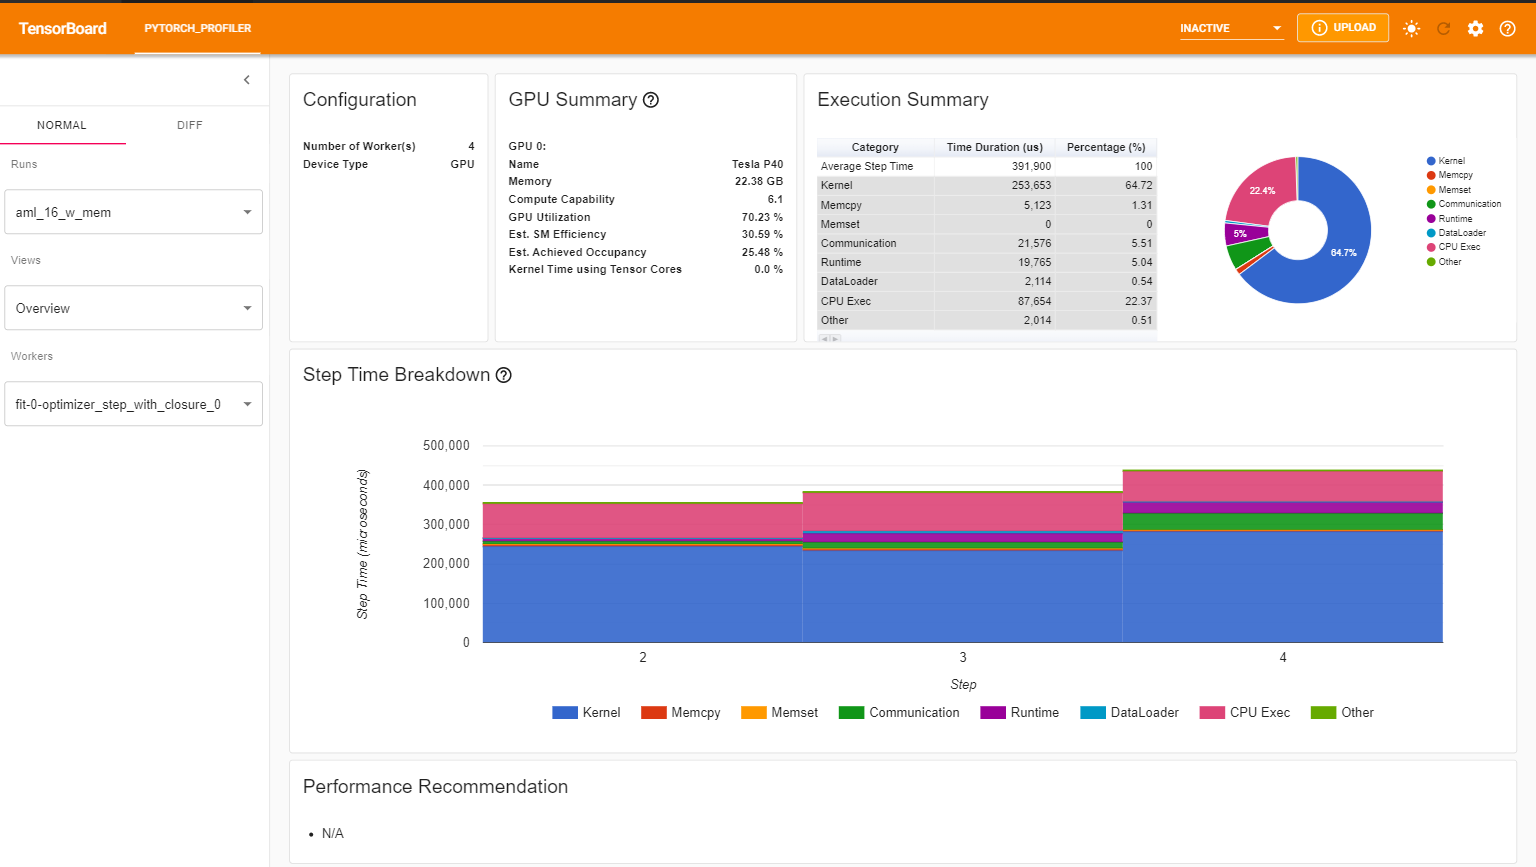 TensorBoard PYTORCH_PROFILER INACTIVE UPLOAD
NORMAL DIFF
Runs
aml_16_w_mem
Views
Overview
Workers
fit-0-optimizer_step_with_closure_0
Configuration
Number of Worker(s) 4
Device Type GPU
GPU Summary
GPU 0:
Name Tesla P40
Memory 22.38 GB
Compute Capability 6.1
GPU Utilization 70.23 %
Est. SM Efficiency 30.59 %
Est. Achieved Occupancy 25.48 %
Kernel Time using Tensor Cores 0.0 %
Execution Summary
Category Time Duration (us) Percentage (%)
Average Step Time 391,900 100
Kernel 253,653 64.72
Memcpy 5,123 1.31
Memset 0 0
Communication 21,576 5.51
Runtime 19,765 5.04
DataLoader 2,114 0.54
CPU Exec 87,654 22.37
Other 2,014 0.51
22.4%
5%
64.7%
Kernel
Memcpy
Memset
Communication
Runtime
DataLoader
CPU Exec
Other
Step Time Breakdown
Step Time (microseconds)
500,000
400,000
300,000
200,000
100,000
0
2 3 4
Step
Kernel Memcpy Memset Communication Runtime DataLoader CPU Exec Other
Performance Recommendation
• N/A